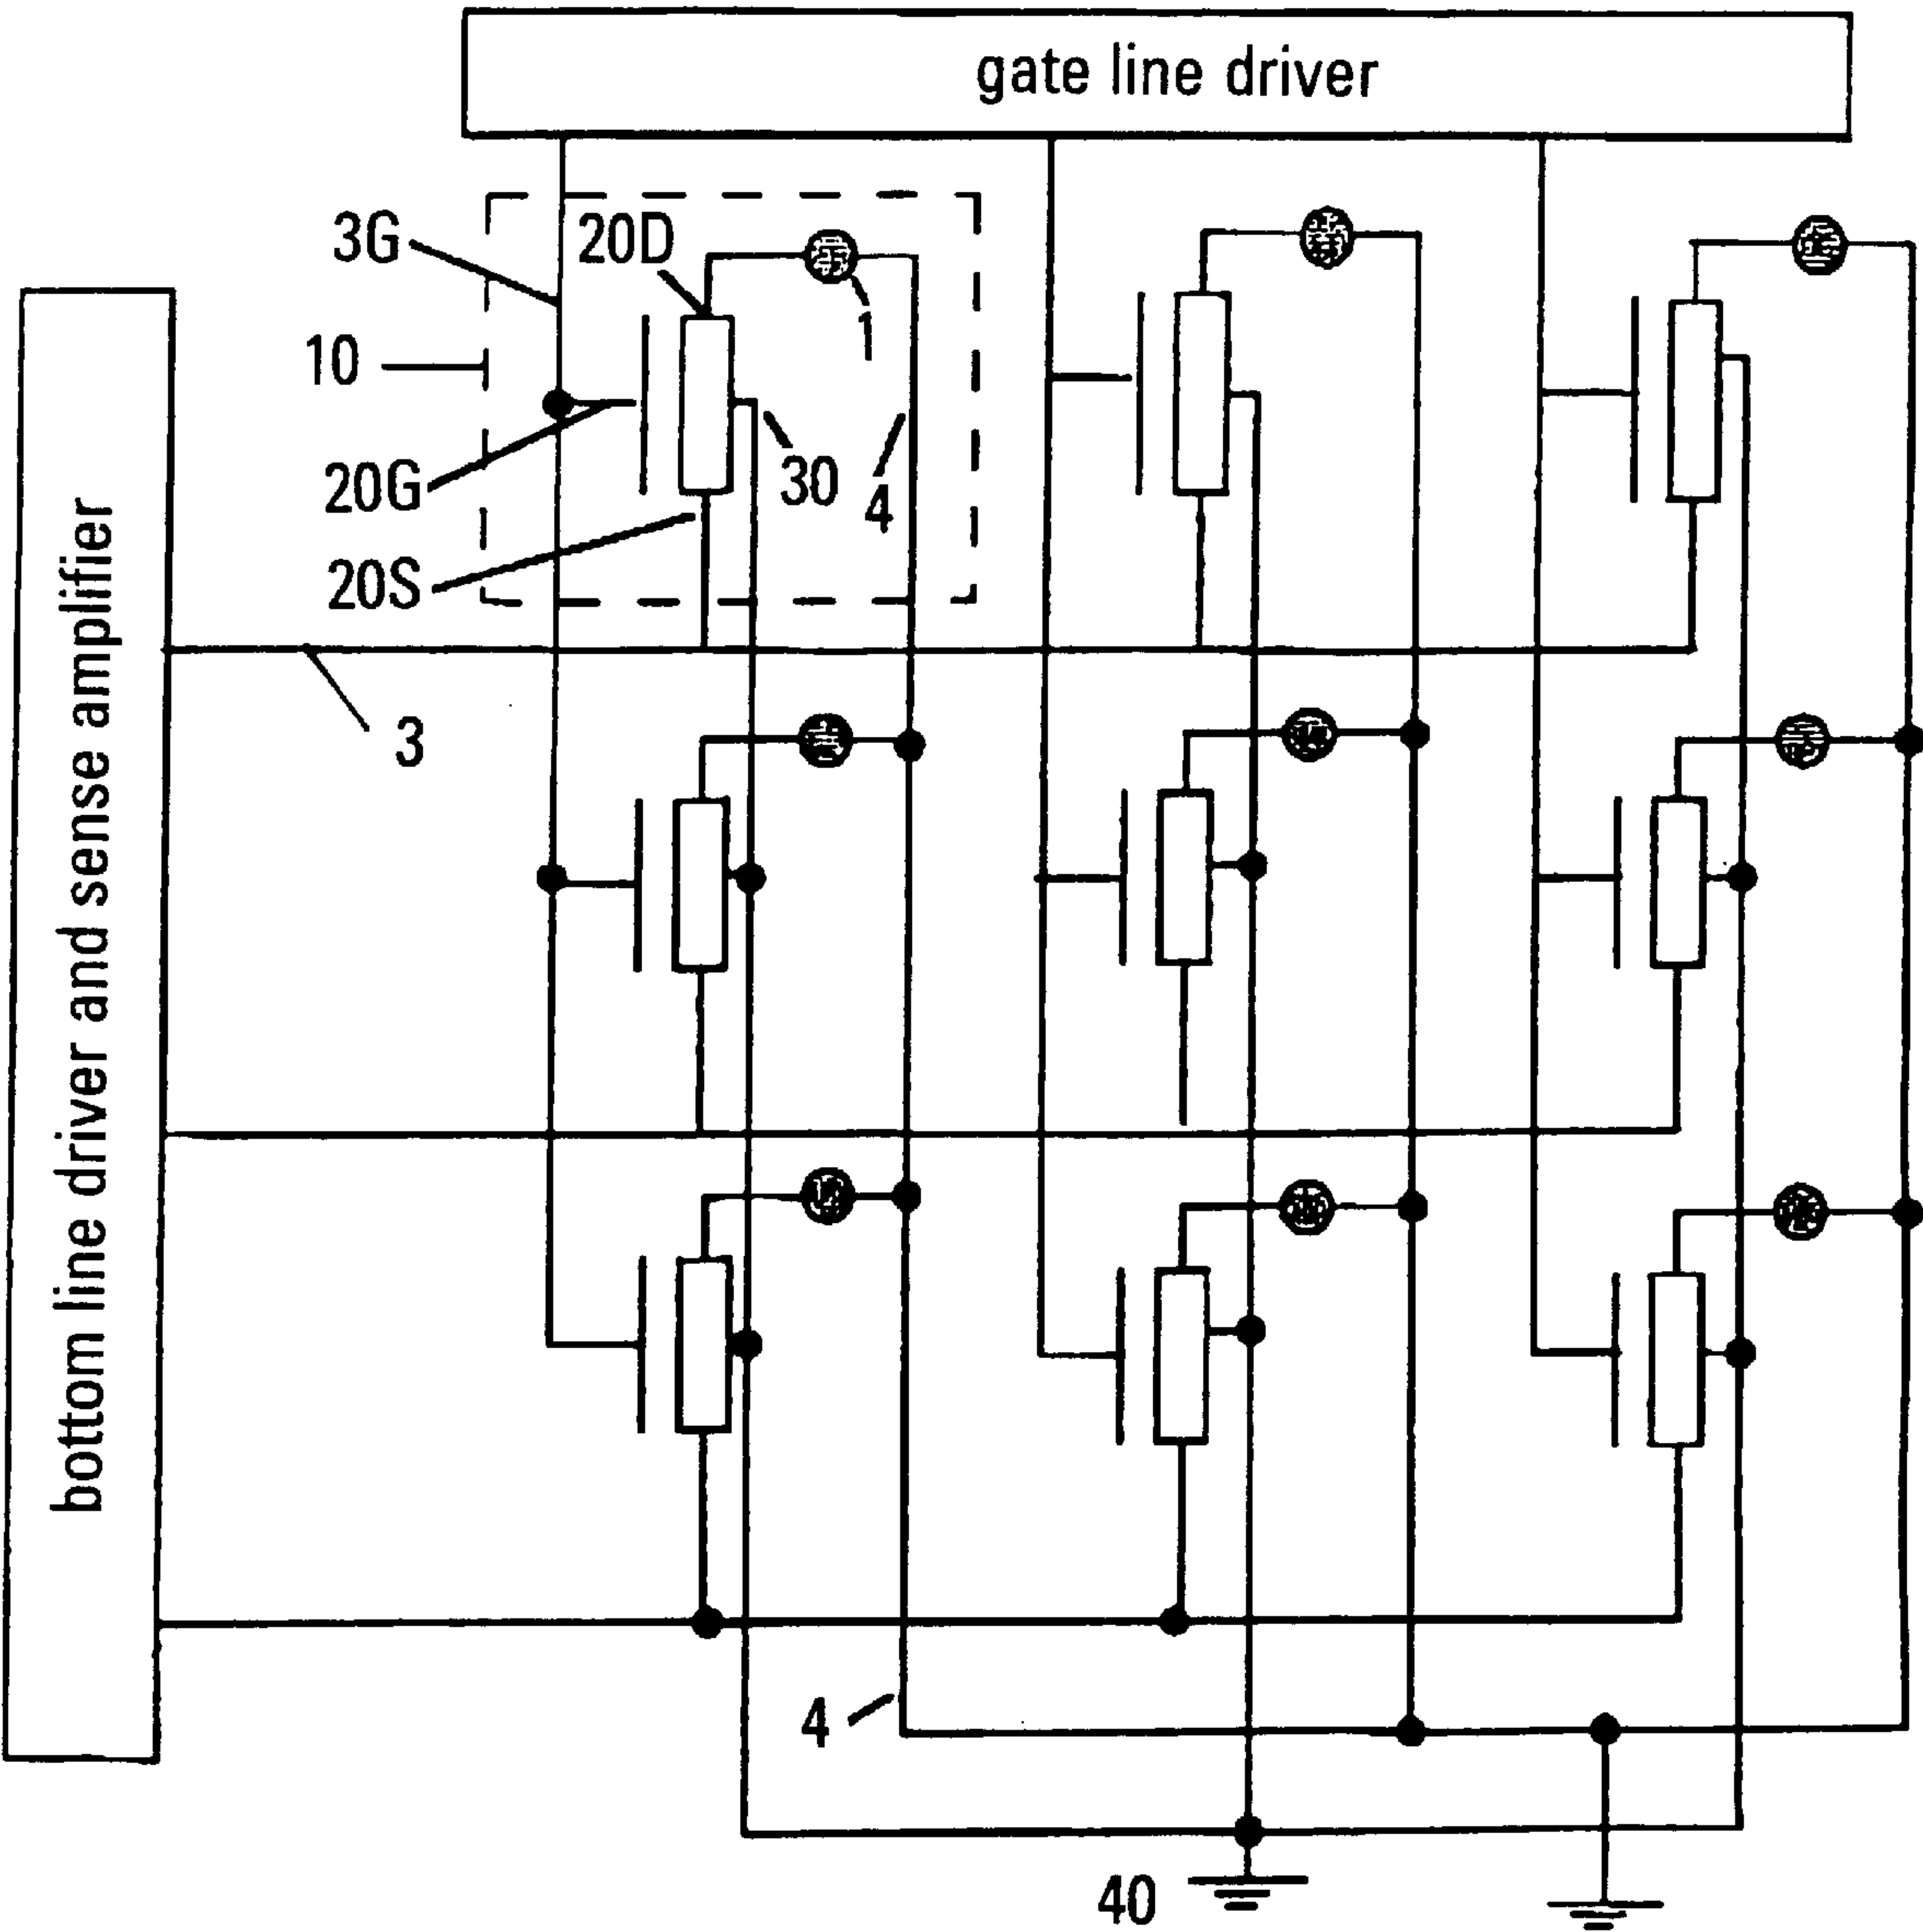 gate line driver
3G
20D
1
10
20G
30
4
20S
3
bottom line driver and sense amplifier
4
40